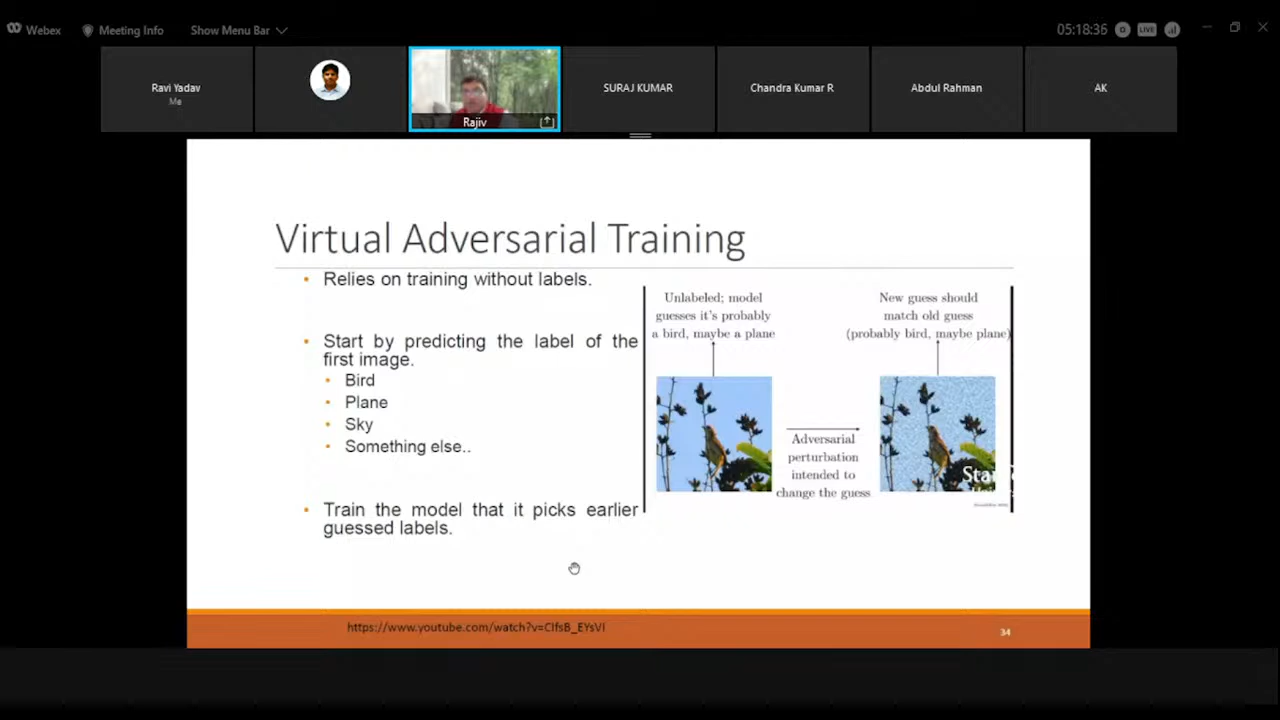 Webex
Meeting Info
Show Menu Bar
05:18:36
LIVE
Ravi Yadav
Me
Rajiv
SURAJ KUMAR
Chandra Kumar R
Abdul Rahman
AK
Virtual Adversarial Training
Relies on training without labels.
Start by predicting the label of the
first image.
Bird
Plane
Sky
Something else..
Train the model that it picks earlier
guessed labels.
Unlabeled; model
guesses it's probably
a bird, maybe a plane
New guess should
match old guess
(probably bird, maybe plane)
Adversarial
perturbation
intended to
change the guess
https://www.youtube.com/watch?v=CIfsB_EYsVI
34